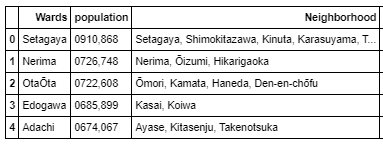 Wards population Neighborhood
0 Setagaya 0910,868 Setagaya, Shimokitazawa, Kinuta, Karasuyama, T...
1 Nerima 0726,748 Nerima, Ōizumi, Hikarigaoka
2 OtaŌta 0722,608 Ōmori, Kamata, Haneda, Den-en-chōfu
3 Edogawa 0685,899 Kasai, Koiwa
4 Adachi 0674,067 Ayase, Kitasenju, Takenotsuka